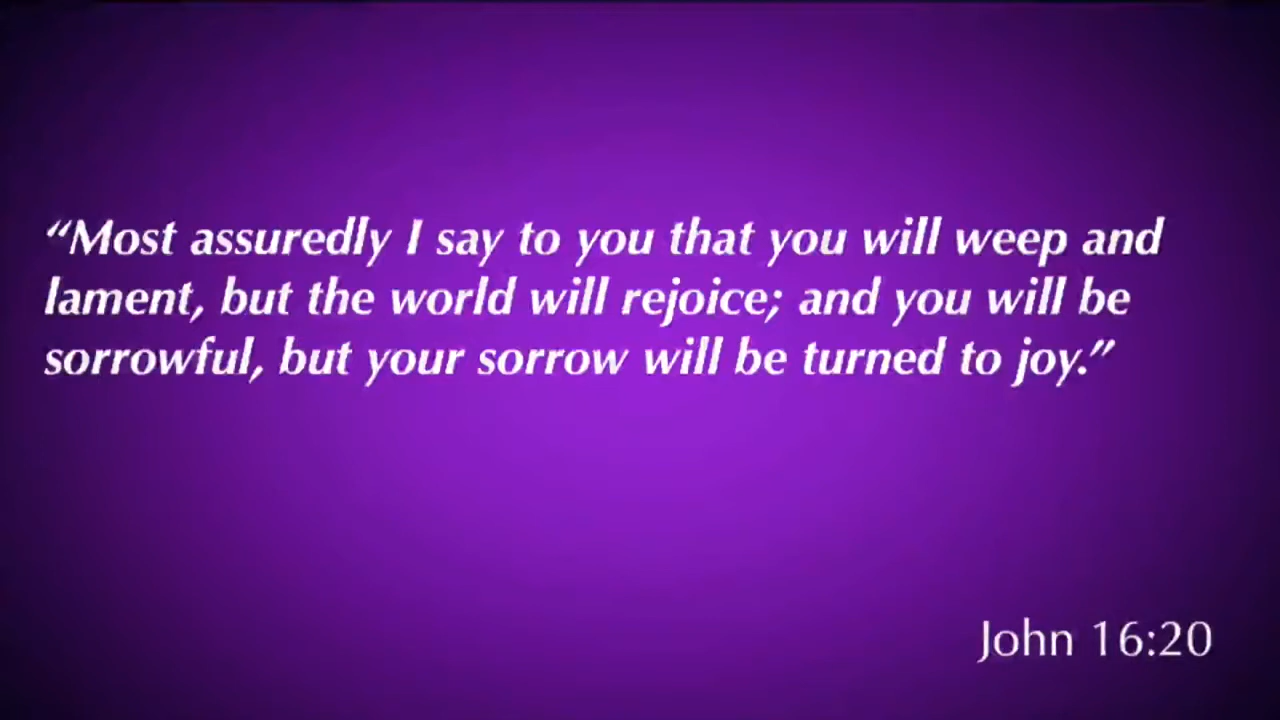 “Most assuredly I say to you that you will weep and
lament, but the world will rejoice; and you will be
sorrowful, but your sorrow will be turned to joy.”
John 16:20